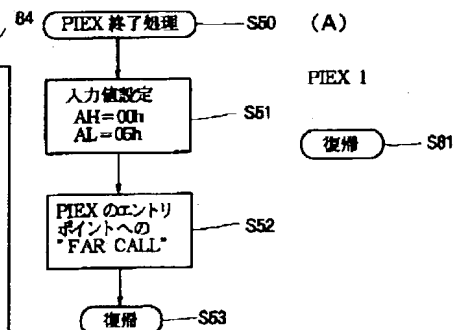 84
PIEX 終了処理
S50
入力値設定
AH=00h
AL=05h
S51
PIEX のエントリ
ポイントへの
"FAR CALL"
S52
復帰
S53
(A)
PIEX 1
復帰
S61